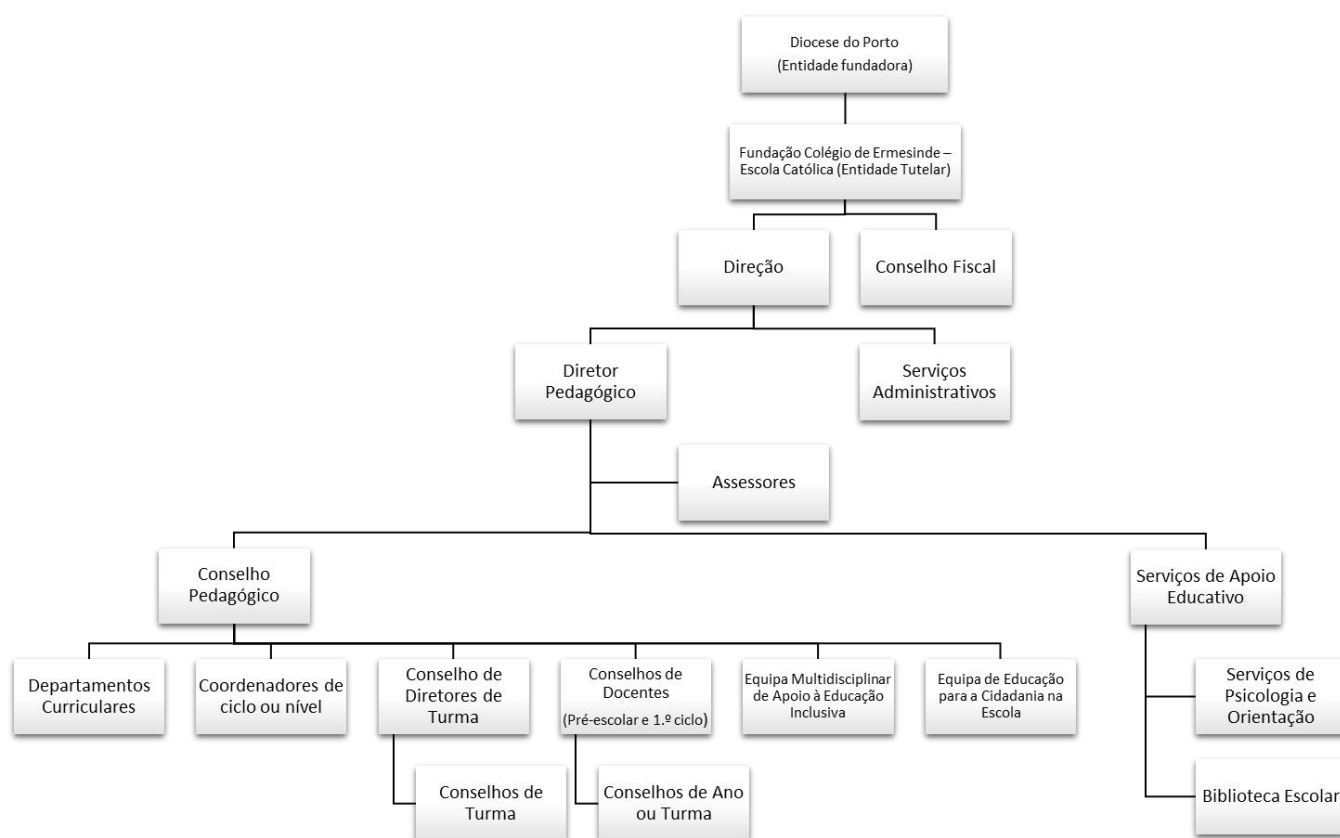 Diocese do Porto
(Entidade fundadora)
Fundação Colégio de Ermesinde –
Escola Católica (Entidade Tutelar)
Direção
Conselho Fiscal
Diretor
Pedagógico
Serviços
Administrativos
Assessores
Conselho
Pedagógico
Serviços de Apoio
Educativo
Departamentos
Curriculares
Coordenadores de
ciclo ou nível
Conselho de
Diretores de
Turma
Conselhos de
Docentes
(Pré-escolar e 1.º ciclo)
Equipa Multidisciplinar
de Apoio à Educação
Inclusiva
Equipa de Educação
para a Cidadania na
Escola
Serviços de
Psicologia e
Orientação
Conselhos de
Turma
Conselhos de Ano
ou Turma
Biblioteca Escolar